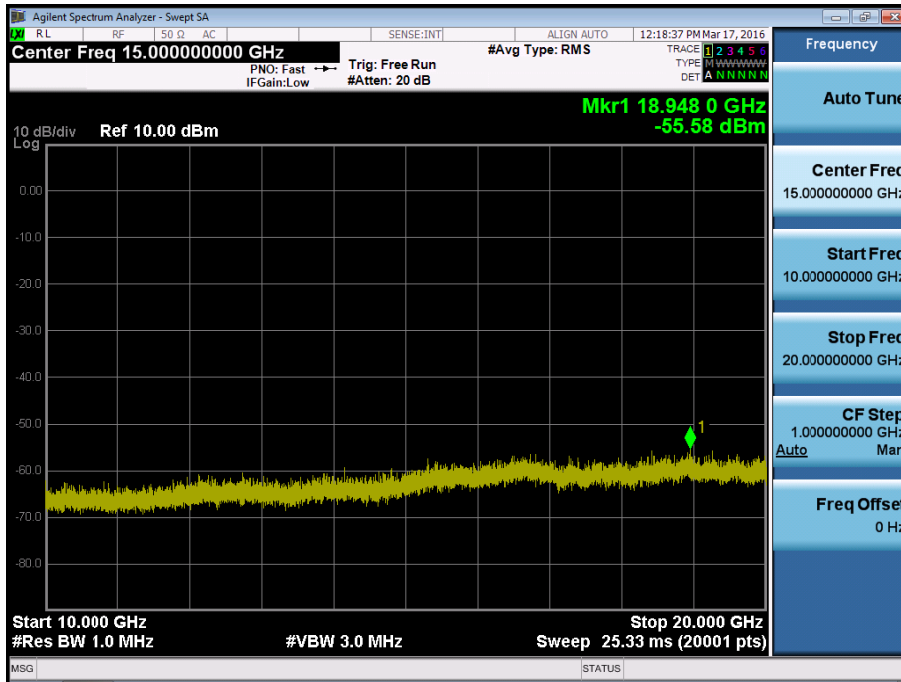 Agilent Spectrum Analyzer - Swept SA
LXI RL RF 50 Ω AC SENSE:INT ALIGN AUTO 12:18:37 PM Mar 17, 2016
Center Freq 15.000000000 GHz
#Avg Type: RMS
TRACE 1 2 3 4 5 6
PNO: Fast
Trig: Free Run
TYPE M WWWWW
IFGain:Low
#Atten: 20 dB
DET A N N N N N
Mkr1 18.948 0 GHz
-55.58 dBm
10 dB/div Ref 10.00 dBm
Log
0.00
-10.0
-20.0
-30.0
-40.0
-50.0
-60.0
-70.0
-80.0
1
Start 10.000 GHz
Stop 20.000 GHz
#Res BW 1.0 MHz
#VBW 3.0 MHz
Sweep 25.33 ms (20001 pts)
MSG
STATUS
Frequency
Auto Tune
Center Freq
15.000000000 GHz
Start Freq
10.000000000 GHz
Stop Freq
20.000000000 GHz
CF Step
1.000000000 GHz
Auto Man
Freq Offset
0 Hz